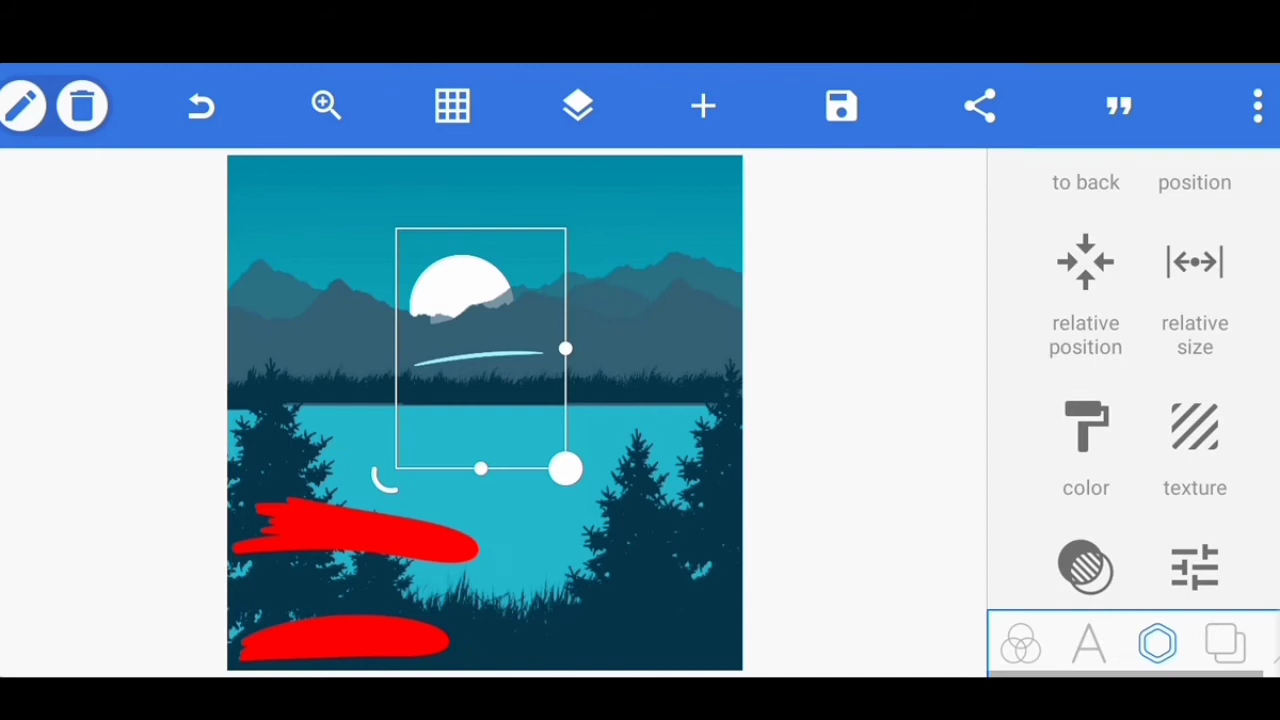 to back
position
relative
position
relative
size
color
texture